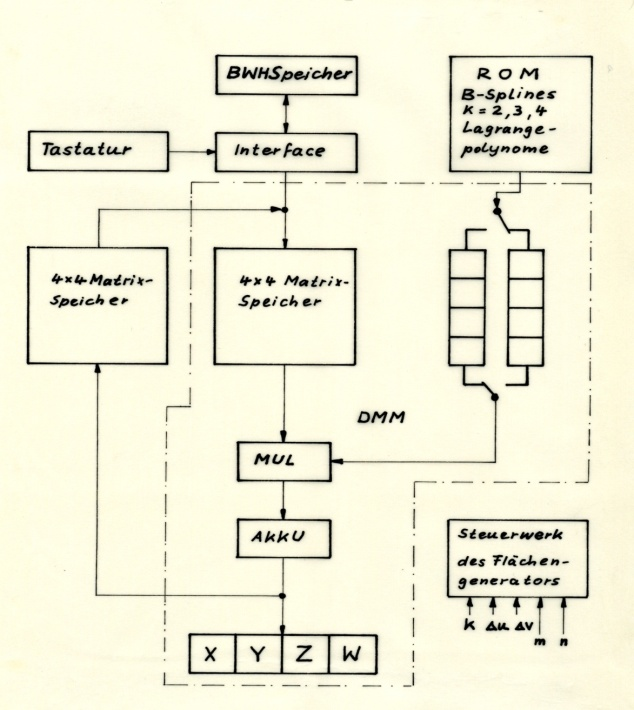 BWHSpeicher
ROM
B-Splines
K = 2, 3, 4
Lagrange-
polynome
Tastatur
Interface
4x4 Matrix-
Speicher
4x4 Matrix-
Speicher
DMM
MUL
AKKU
Steuerwerk
des Flächen-
generators
K Δu Δv m n
X Y Z W